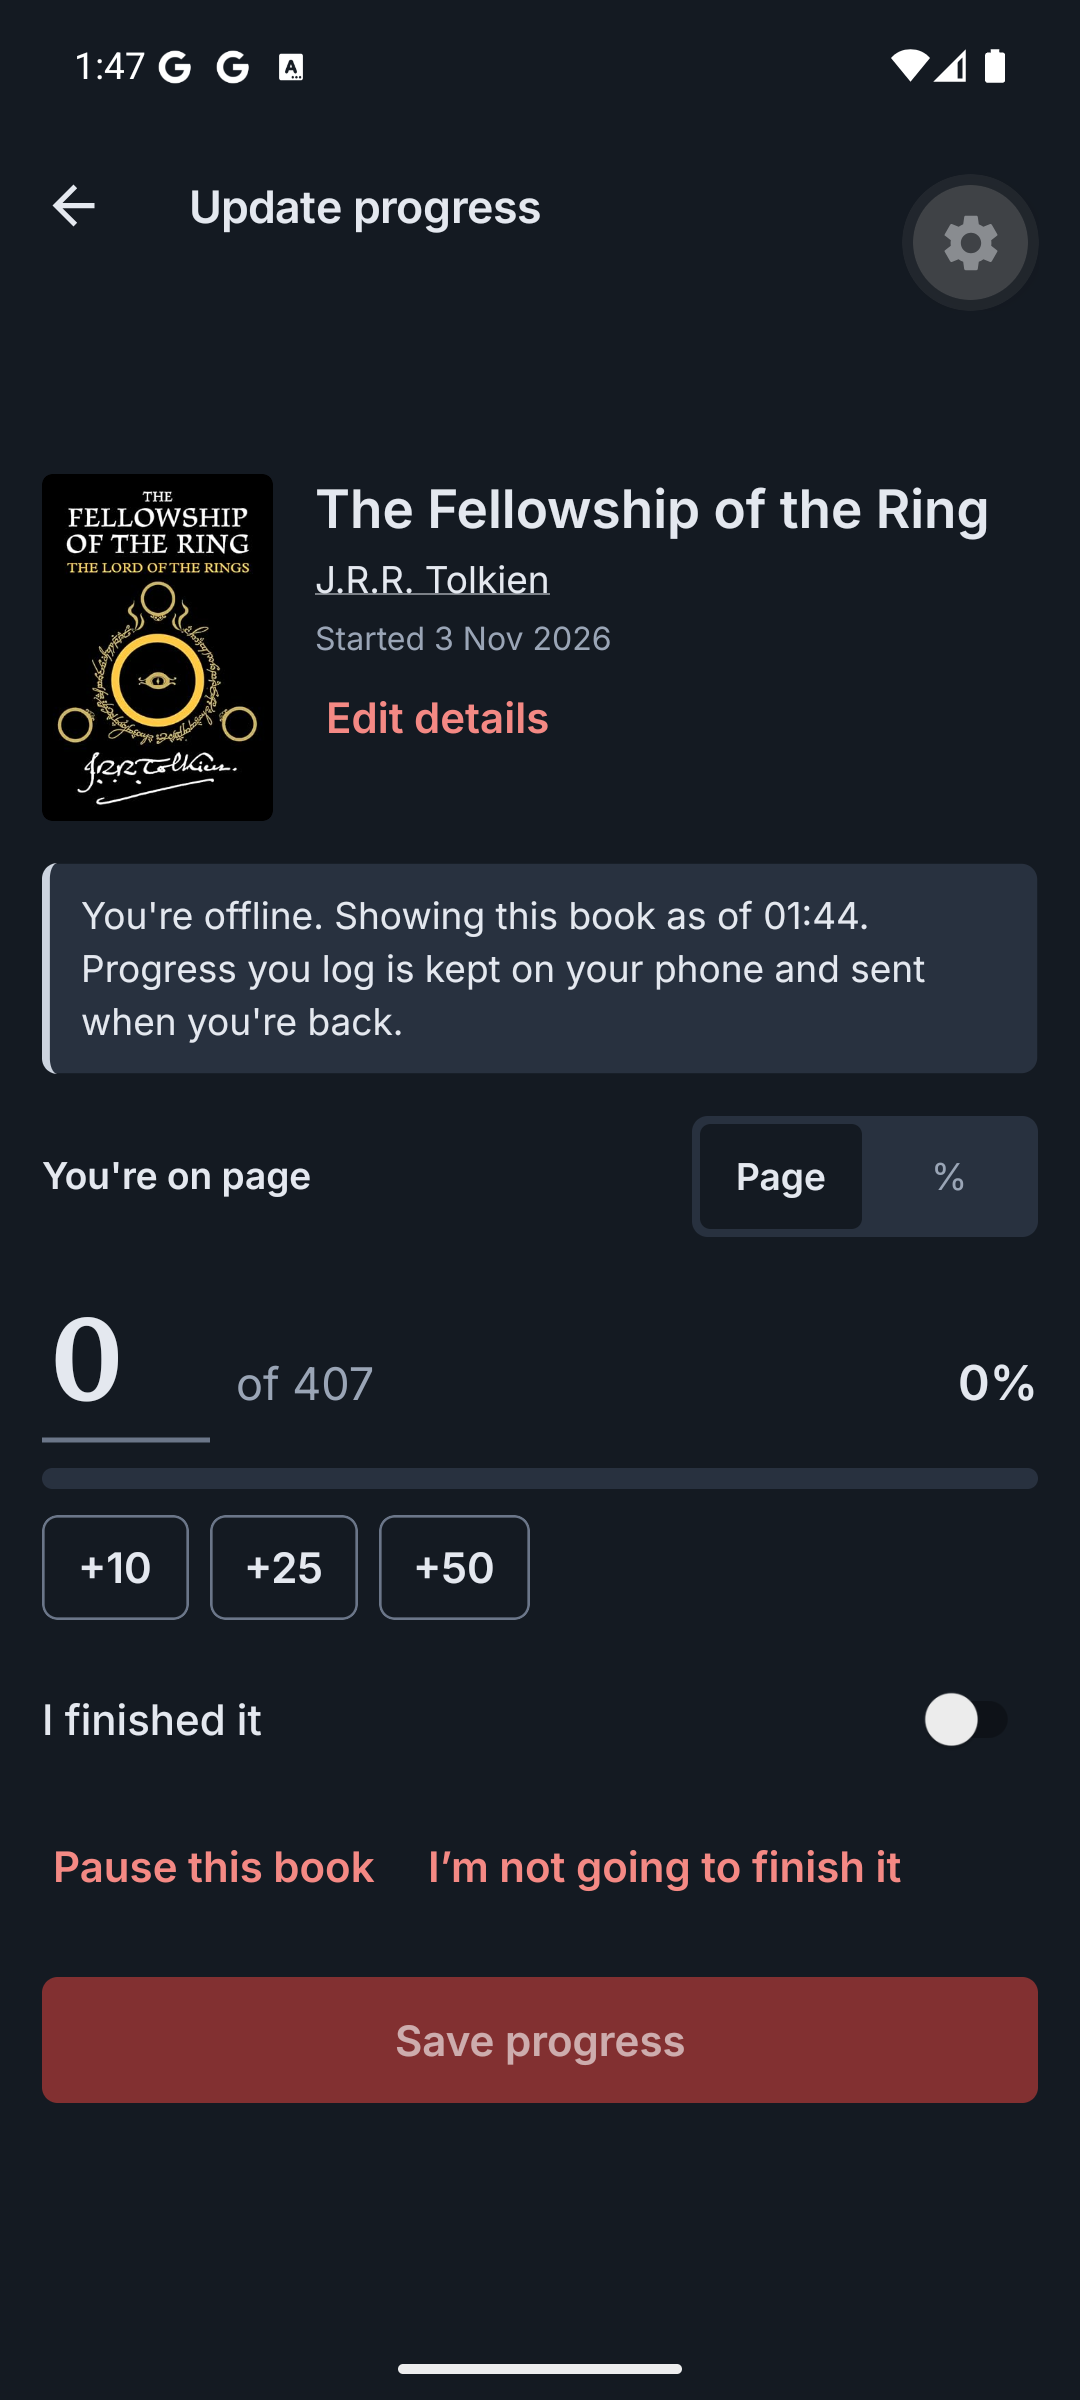 1:47
Update progress
THE
FELLOWSHIP
OF THE RING
THE LORD OF THE RINGS
J.R.R. Tolkien.
The Fellowship of the Ring
J.R.R. Tolkien
Started 3 Nov 2026
Edit details
You're offline. Showing this book as of 01:44.
Progress you log is kept on your phone and sent
when you're back.
You're on page
Page
%
0
of 407
0%
+10
+25
+50
I finished it
Pause this book
I’m not going to finish it
Save progress